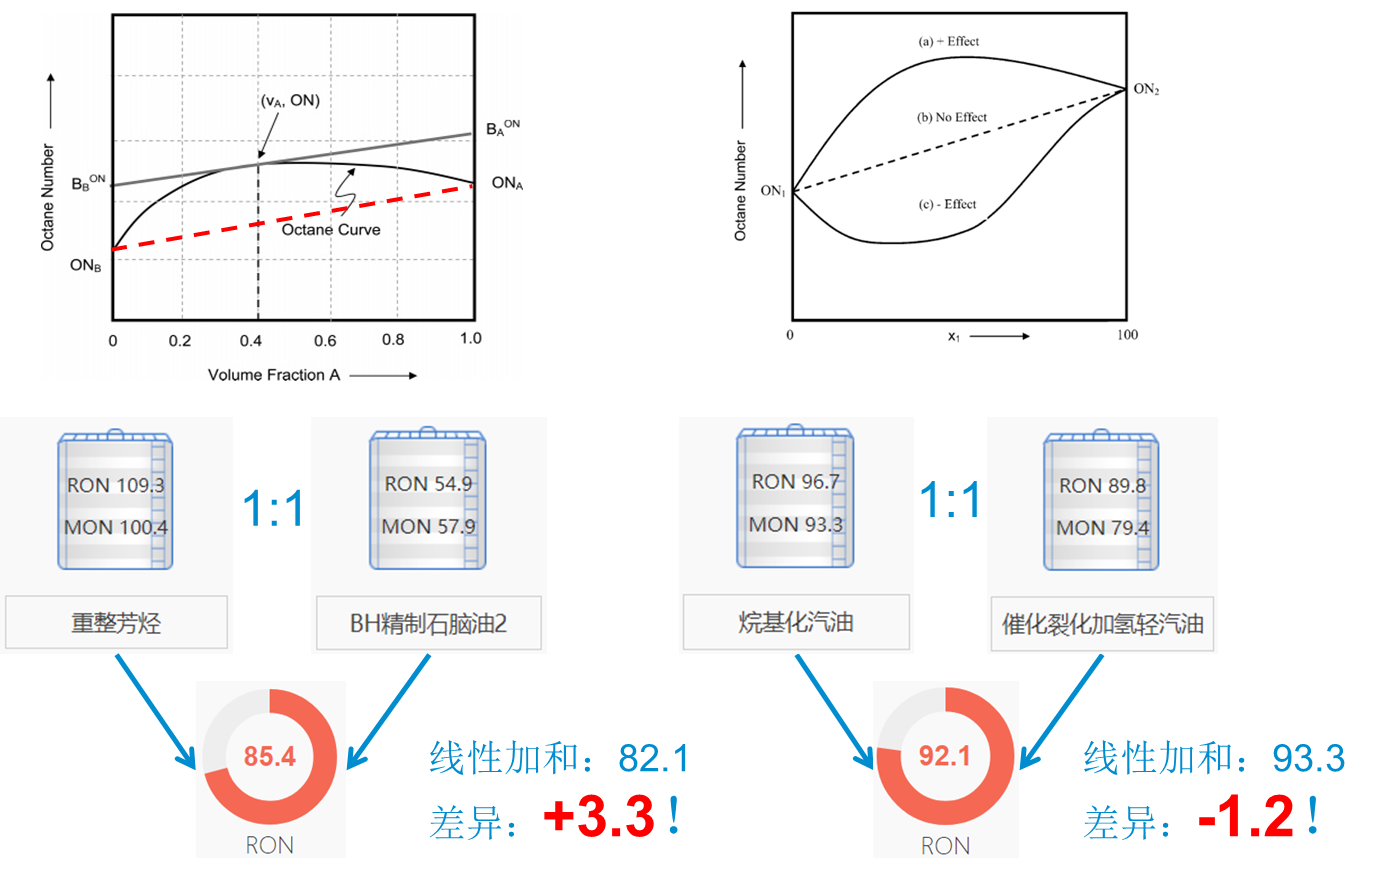 (vA, ON)
BA^ON
BB^ON
ONA
Octane Curve
ONB
Octane Number
0 0.2 0.4 0.6 0.8 1.0
Volume Fraction A
(a) + Effect
ON2
(b) No Effect
ON1
(c) - Effect
Octane Number
0 x1 100
RON 109.3
MON 100.4
1:1
RON 54.9
MON 57.9
重整芳烃
BH精制石脑油2
85.4
RON
线性加和：82.1
差异：+3.3！
RON 96.7
MON 93.3
1:1
RON 89.8
MON 79.4
烷基化汽油
催化裂化加氢轻汽油
92.1
RON
线性加和：93.3
差异：-1.2！